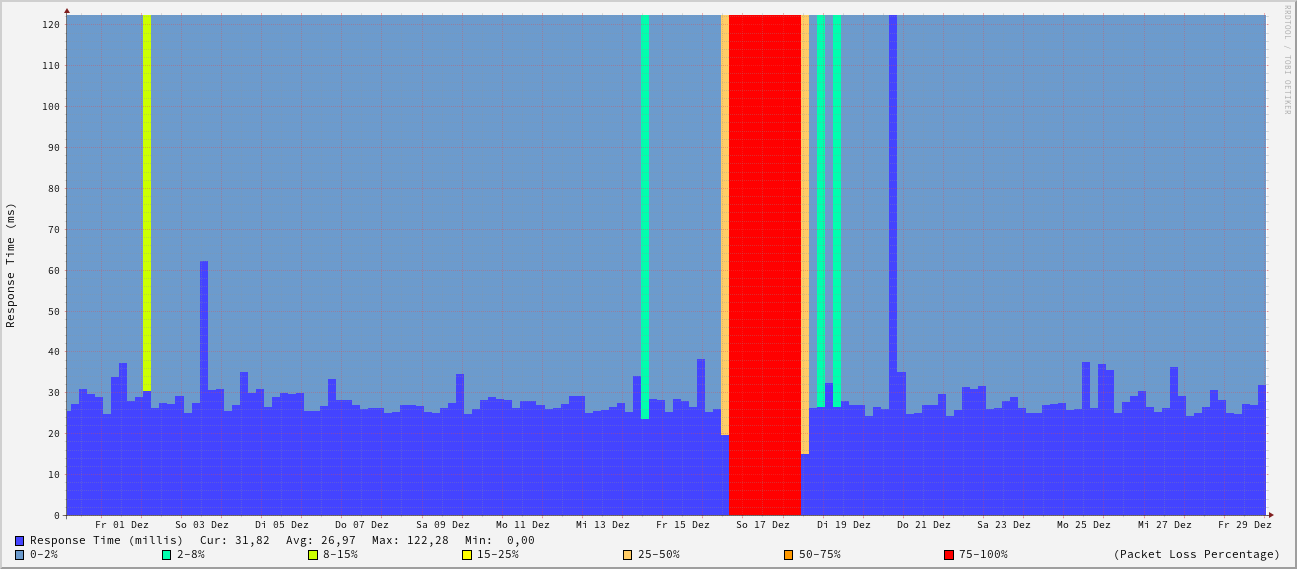 RRDTOOL / TOBI OETIKER
Response Time (ms)
120
110
100
90
80
70
60
50
40
30
20
10
0
Fr 01 Dez So 03 Dez Di 05 Dez Do 07 Dez Sa 09 Dez Mo 11 Dez Mi 13 Dez Fr 15 Dez So 17 Dez Di 19 Dez Do 21 Dez Sa 23 Dez Mo 25 Dez Mi 27 Dez Fr 29 Dez
Response Time (millis) Cur: 31,82 Avg: 26,97 Max: 122,28 Min: 0,00
0-2% 2-8% 8-15% 15-25% 25-50% 50-75% 75-100% (Packet Loss Percentage)